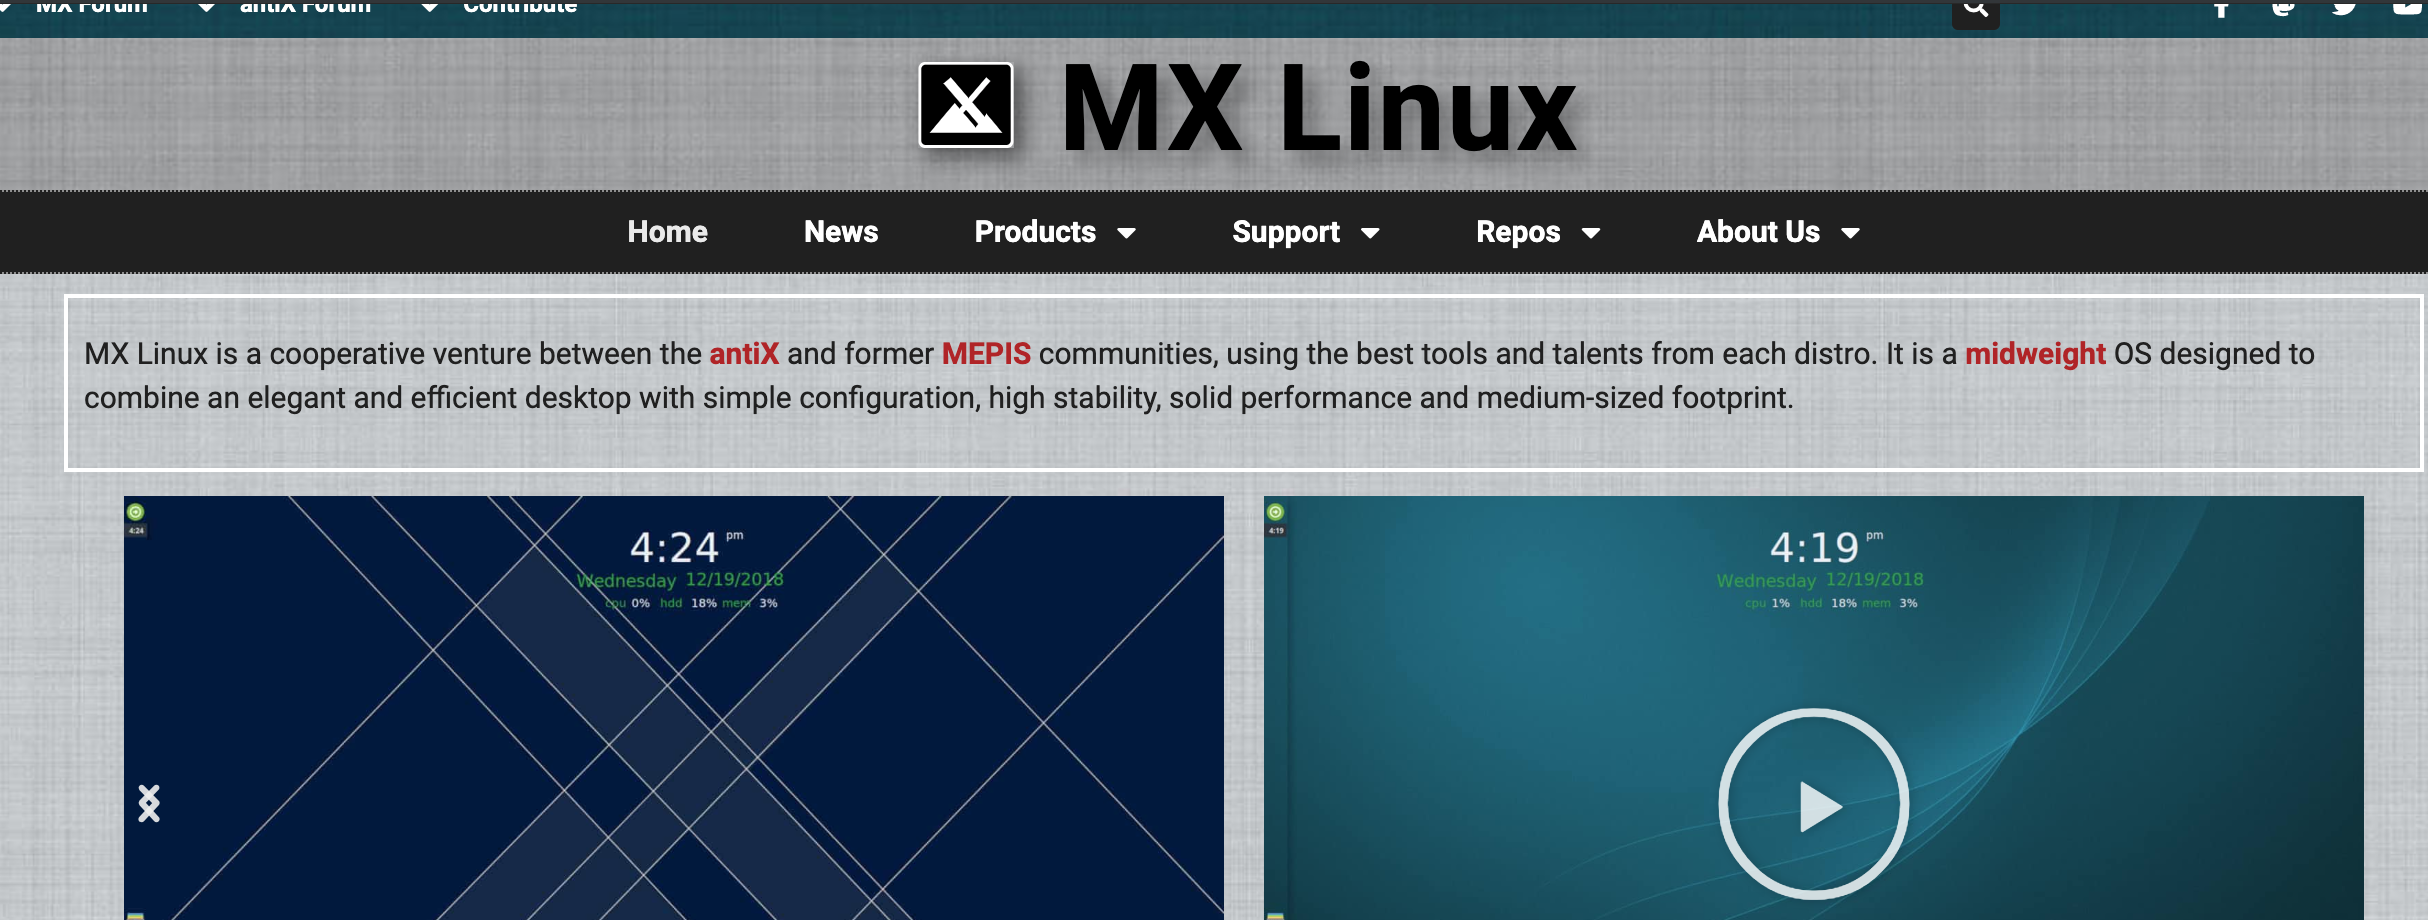 MX Forum antiX Forum Contribute
MX Linux
Home News Products Support Repos About Us
MX Linux is a cooperative venture between the antiX and former MEPIS communities, using the best tools and talents from each distro. It is a midweight OS designed to
combine an elegant and efficient desktop with simple configuration, high stability, solid performance and medium-sized footprint.
4:24
4:24 pm
Wednesday 12/19/2018
cpu 0% hdd 18% mem 3%
4:19
4:19 pm
Wednesday 12/19/2018
cpu 1% hdd 18% mem 3%